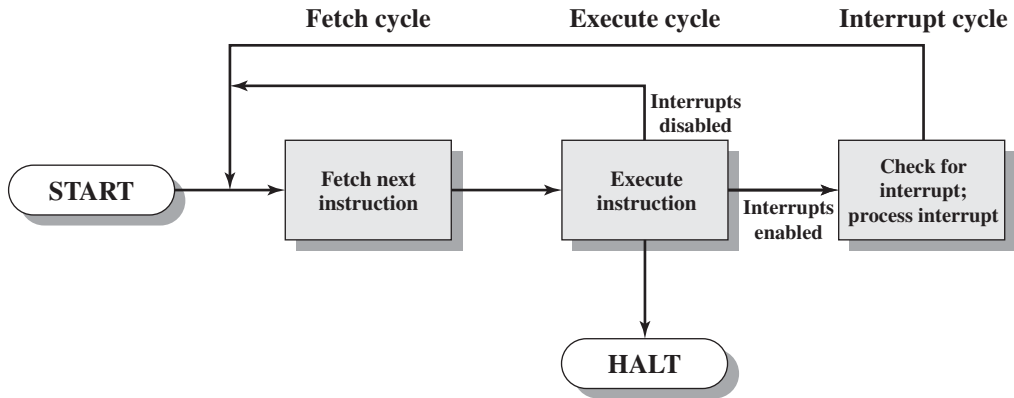 Fetch cycle
Execute cycle
Interrupt cycle
Interrupts
disabled
START
Fetch next
instruction
Execute
instruction
Interrupts
enabled
Check for
interrupt;
process interrupt
HALT